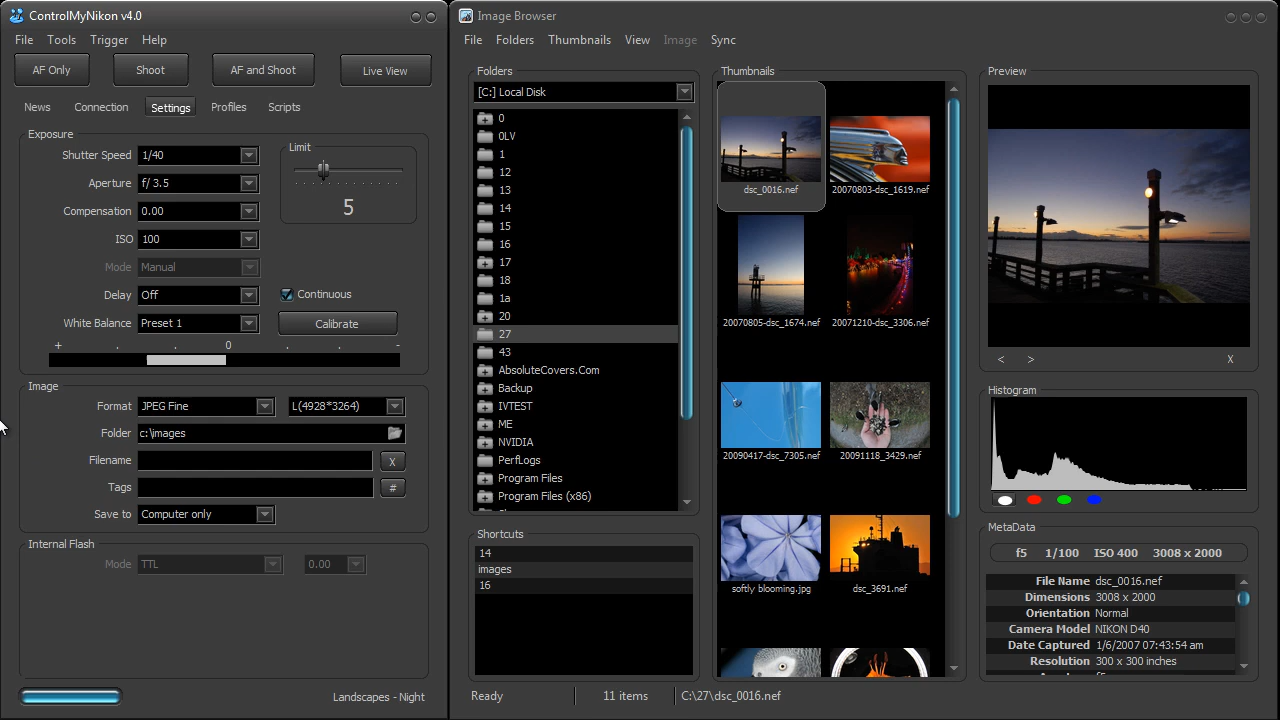 ControlMyNikon v4.0
File Tools Trigger Help
AF Only Shoot AF and Shoot Live View
News Connection Settings Profiles Scripts
Exposure
Shutter Speed 1/40
Aperture f/ 3.5
Compensation 0.00
ISO 100
Mode Manual
Delay Off
White Balance Preset 1
Limit
5
Continuous
Calibrate
+ . . 0 . . -
Image
Format JPEG Fine L(4928*3264)
Folder c:\images
Filename X
Tags #
Save to Computer only
Internal Flash
Mode TTL 0.00
Landscapes - Night
Image Browser
File Folders Thumbnails View Image Sync
Folders
[C:] Local Disk
0
0LV
1
12
13
14
15
16
17
18
1a
20
27
43
AbsoluteCovers.Com
Backup
IVTEST
ME
NVIDIA
PerfLogs
Program Files
Program Files (x86)
Shortcuts
14
images
16
Thumbnails
dsc_0016.nef 20070803-dsc_1619.nef
20070805-dsc_1674.nef 20071210-dsc_3306.nef
20090417-dsc_7305.nef 20091118_3429.nef
softly blooming.jpg dsc_3691.nef
Preview
< > X
Histogram
MetaData
f5 1/100 ISO 400 3008 x 2000
File Name dsc_0016.nef
Dimensions 3008 x 2000
Orientation Normal
Camera Model NIKON D40
Date Captured 1/6/2007 07:43:54 am
Resolution 300 x 300 inches
Ready 11 items C:\27\dsc_0016.nef